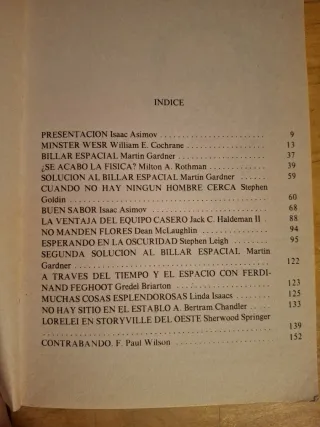 INDICE
PRESENTACION Isaac Asimov . . . . . . . . . . . . . . . . . . . . 9
MINSTER WESR William E. Cochrane . . . . . . . . . . . . . . . 13
BILLAR ESPACIAL Martin Gardner . . . . . . . . . . . . . . . . 37
¿SE ACABO LA FISICA? Milton A. Rothman . . . . . . . . . . . . 39
SOLUCION AL BILLAR ESPACIAL Martin Gardner . . . . . . 59
CUANDO NO HAY NINGUN HOMBRE CERCA Stephen
Goldin . . . . . . . . . . . . . . . . . . . . . . . . . . . . 60
BUEN SABOR Isaac Asimov . . . . . . . . . . . . . . . . . . . . 68
LA VENTAJA DEL EQUIPO CASERO Jack C. Haldeman II . . 88
NO MANDEN FLORES Dean McLaughlin . . . . . . . . . . . . . 94
ESPERANDO EN LA OSCURIDAD Stephen Leigh . . . . . . . . 95
SEGUNDA SOLUCION AL BILLAR ESPACIAL Martin
Gardner . . . . . . . . . . . . . . . . . . . . . . . . . . . . 122
A TRAVES DEL TIEMPO Y EL ESPACIO CON FERDI-
NAND FEGHOOT Gredel Briarton . . . . . . . . . . . . . . . 123
MUCHAS COSAS ESPLENDOROSAS Linda Isaacs . . . . . . . 125
NO HAY SITIO EN EL ESTABLO A. Bertram Chandler . . . . 133
LORELEI EN STORYVILLE DEL OESTE Sherwood Springer
. . . . . . . . . . . . . . . . . . . . . . . . . . . . . . . . 139
CONTRABANDO. F. Paul Wilson . . . . . . . . . . . . . . . . . 152